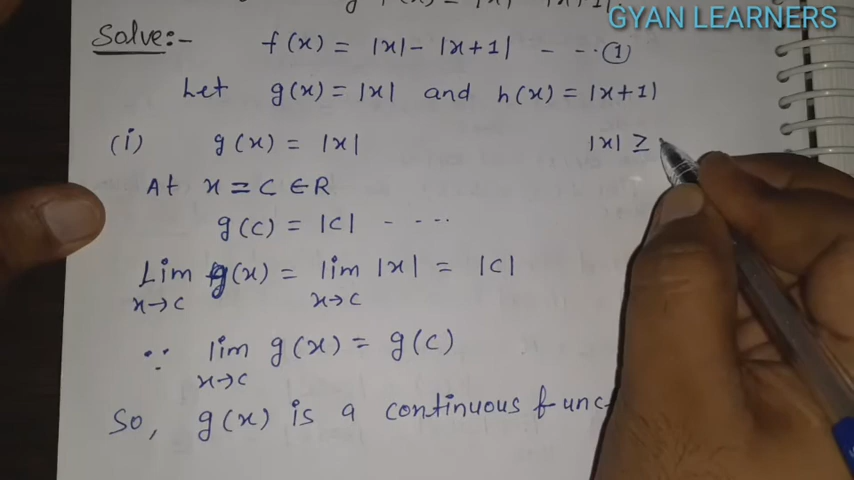 GYAN LEARNERS
Solve:- f(x) = |x| - |x+1| - - - - ①
Let g(x) = |x| and h(x) = |x+1|
(i) g(x) = |x| |x| ≥
At x = C ∈ R
g(c) = |c| - - - - -
Lim g(x) = lim |x| = |c|
x→c x→c
∵ lim g(x) = g(c)
x→c
So, g(x) is a continuous func-